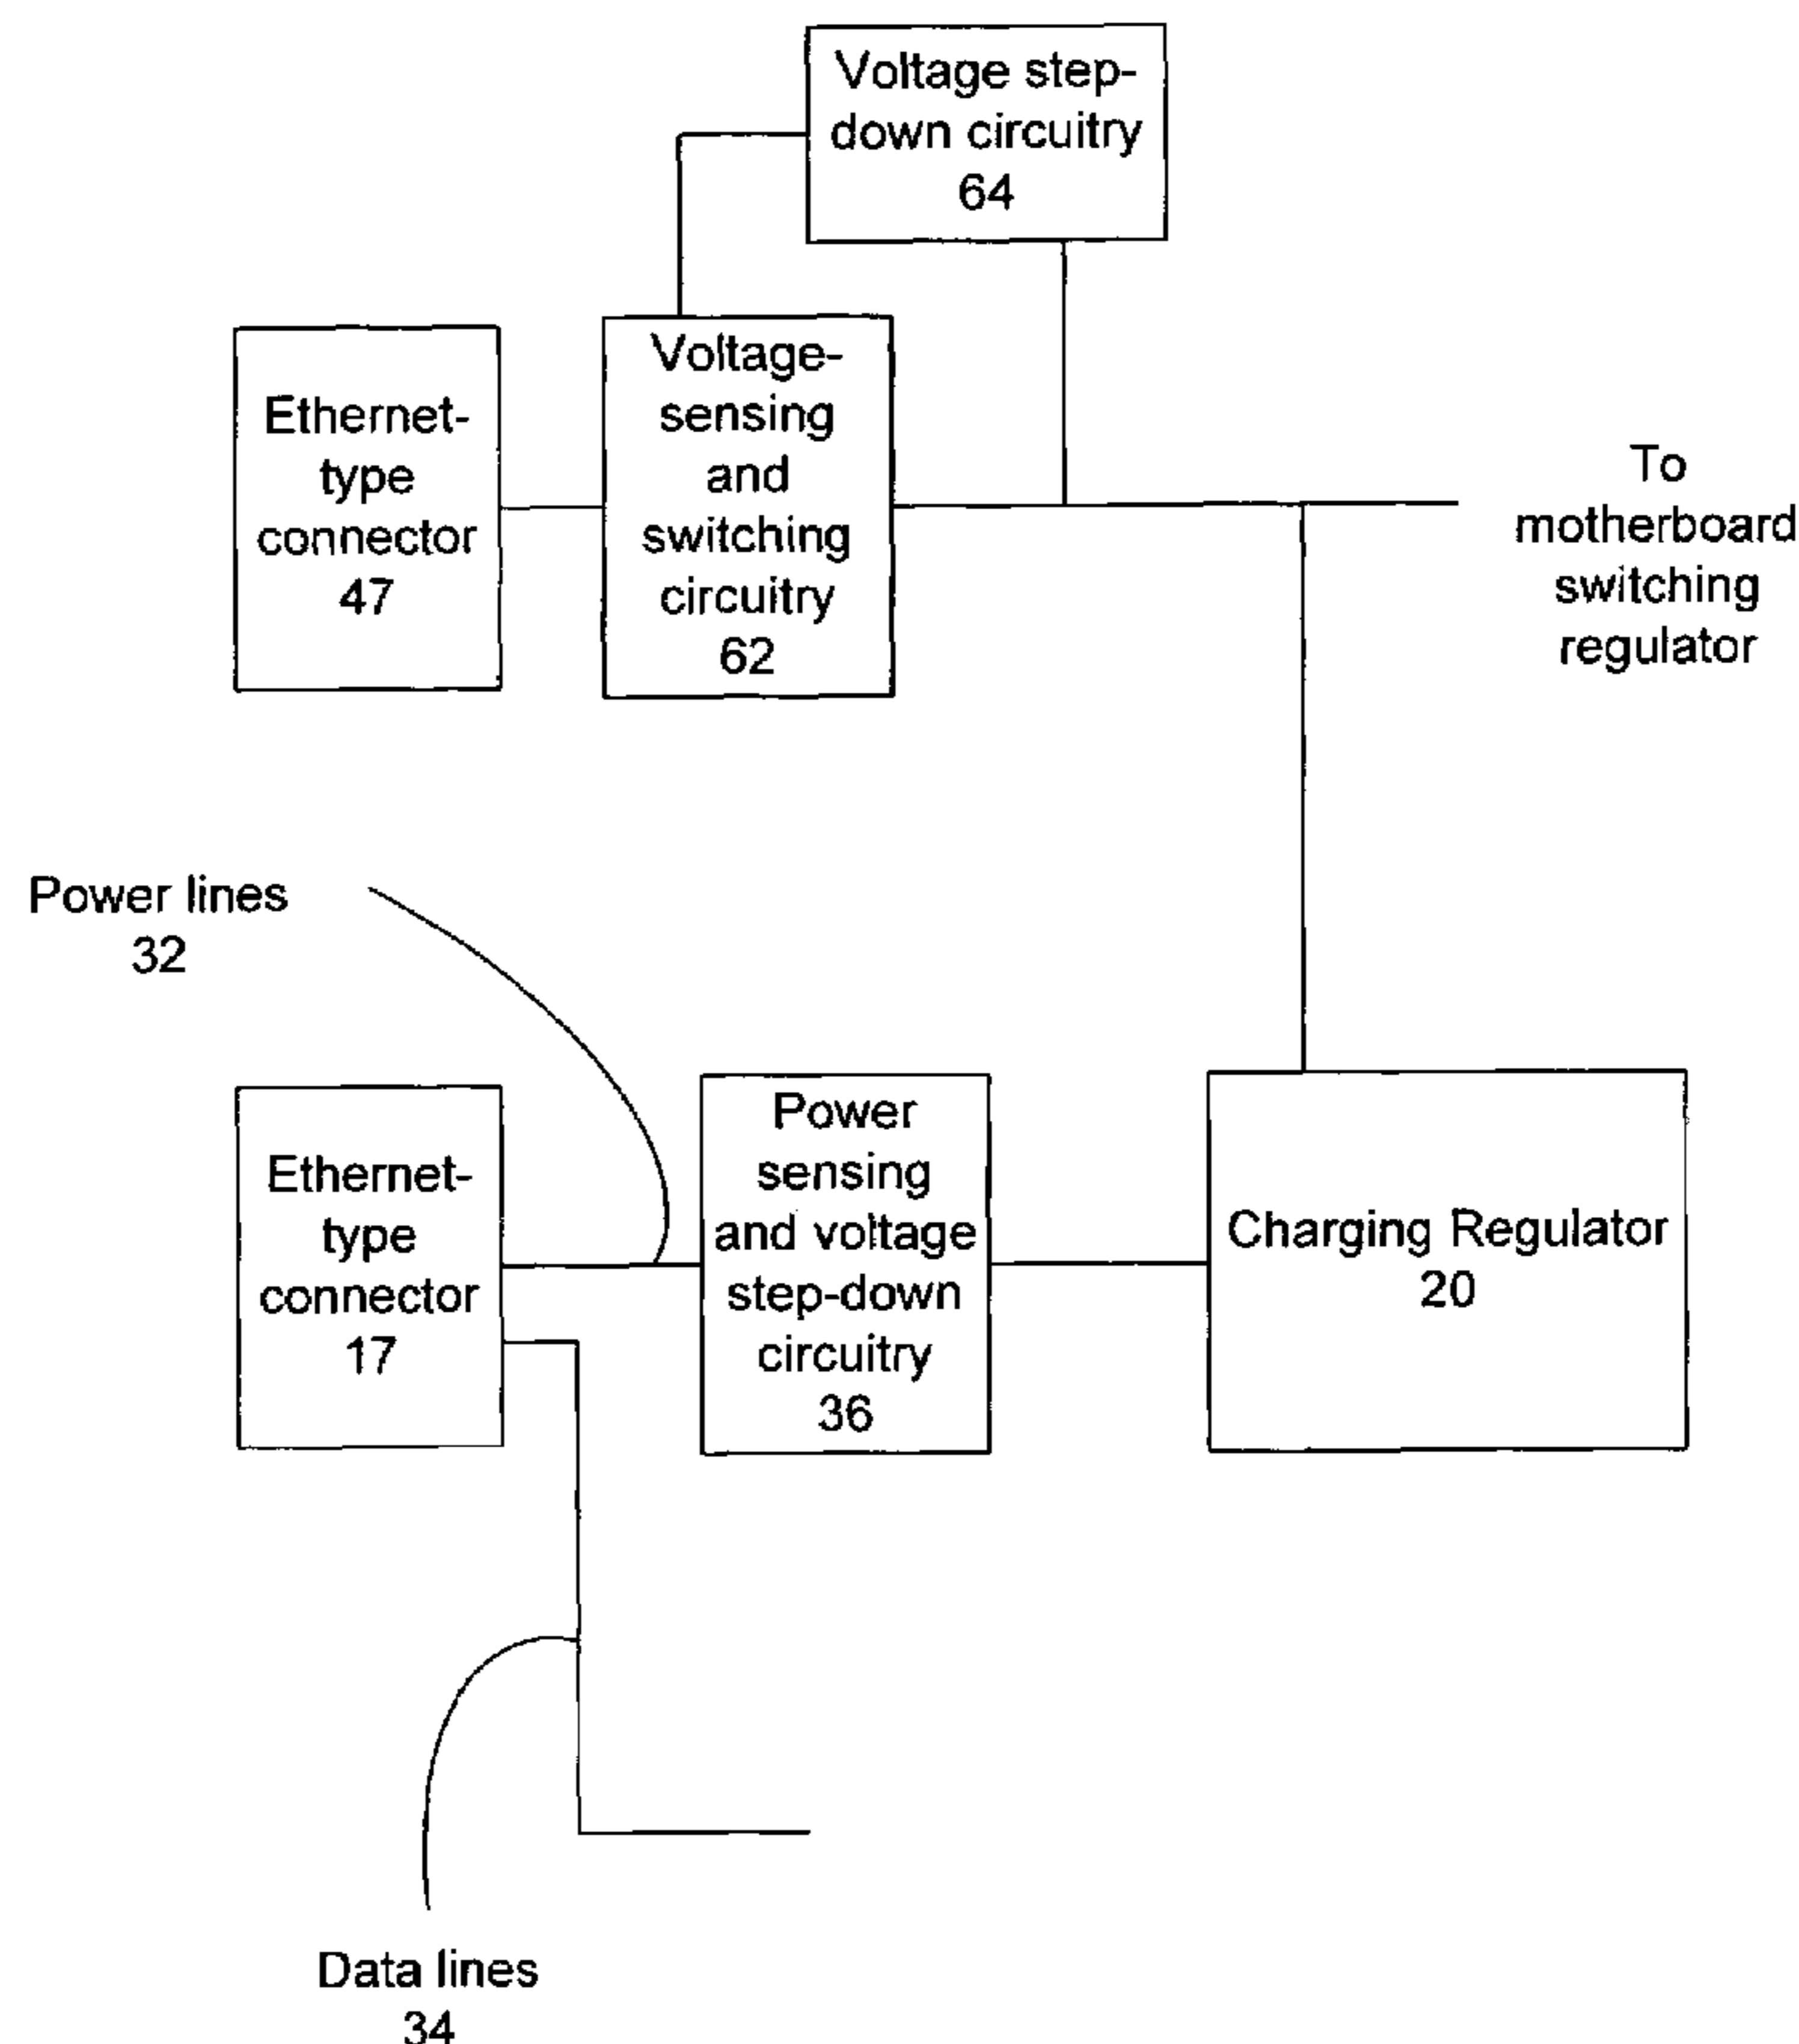 Voltage step-
down circuitry
64
Ethernet-
type
connector
47
Voltage-
sensing
and
switching
circuitry
62
To
motherboard
switching
regulator
Power lines
32
Ethernet-
type
connector
17
Power
sensing
and voltage
step-down
circuitry
36
Charging Regulator
20
Data lines
34